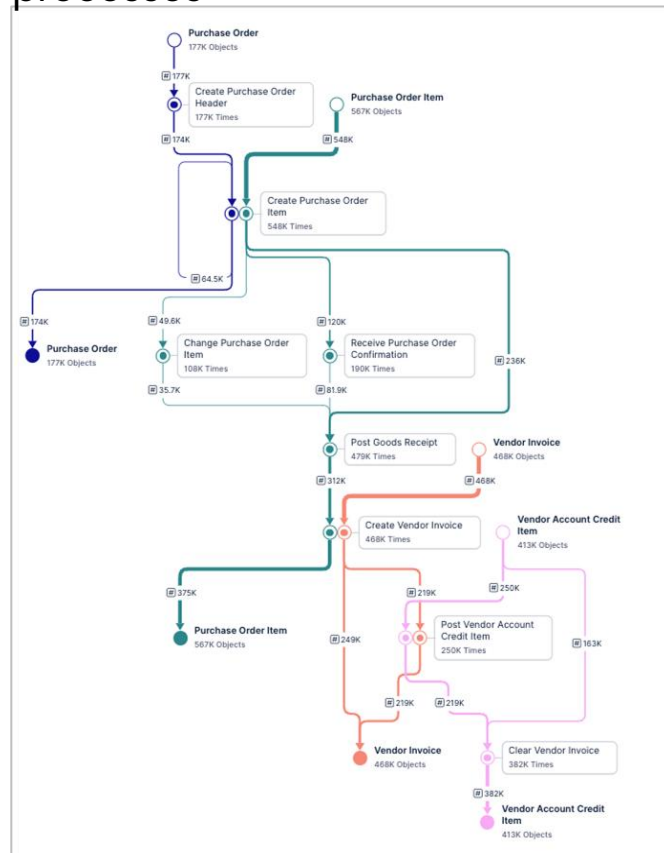 processes
Purchase Order
177K Objects
# 177K
Create Purchase Order
Header
177K Times
Purchase Order Item
567K Objects
# 174K
# 548K
Create Purchase Order
Item
548K Times
# 64.5K
# 174K
# 49.6K
# 120K
Purchase Order
177K Objects
Change Purchase Order
Item
108K Times
Receive Purchase Order
Confirmation
190K Times
# 236K
# 35.7K
# 81.9K
Post Goods Receipt
479K Times
Vendor Invoice
468K Objects
# 312K
# 468K
Create Vendor Invoice
468K Times
Vendor Account Credit
Item
413K Objects
# 375K
# 219K
# 250K
Purchase Order Item
567K Objects
# 249K
Post Vendor Account
Credit Item
250K Times
# 163K
# 219K
# 219K
Vendor Invoice
468K Objects
Clear Vendor Invoice
382K Times
# 382K
Vendor Account Credit
Item
413K Objects